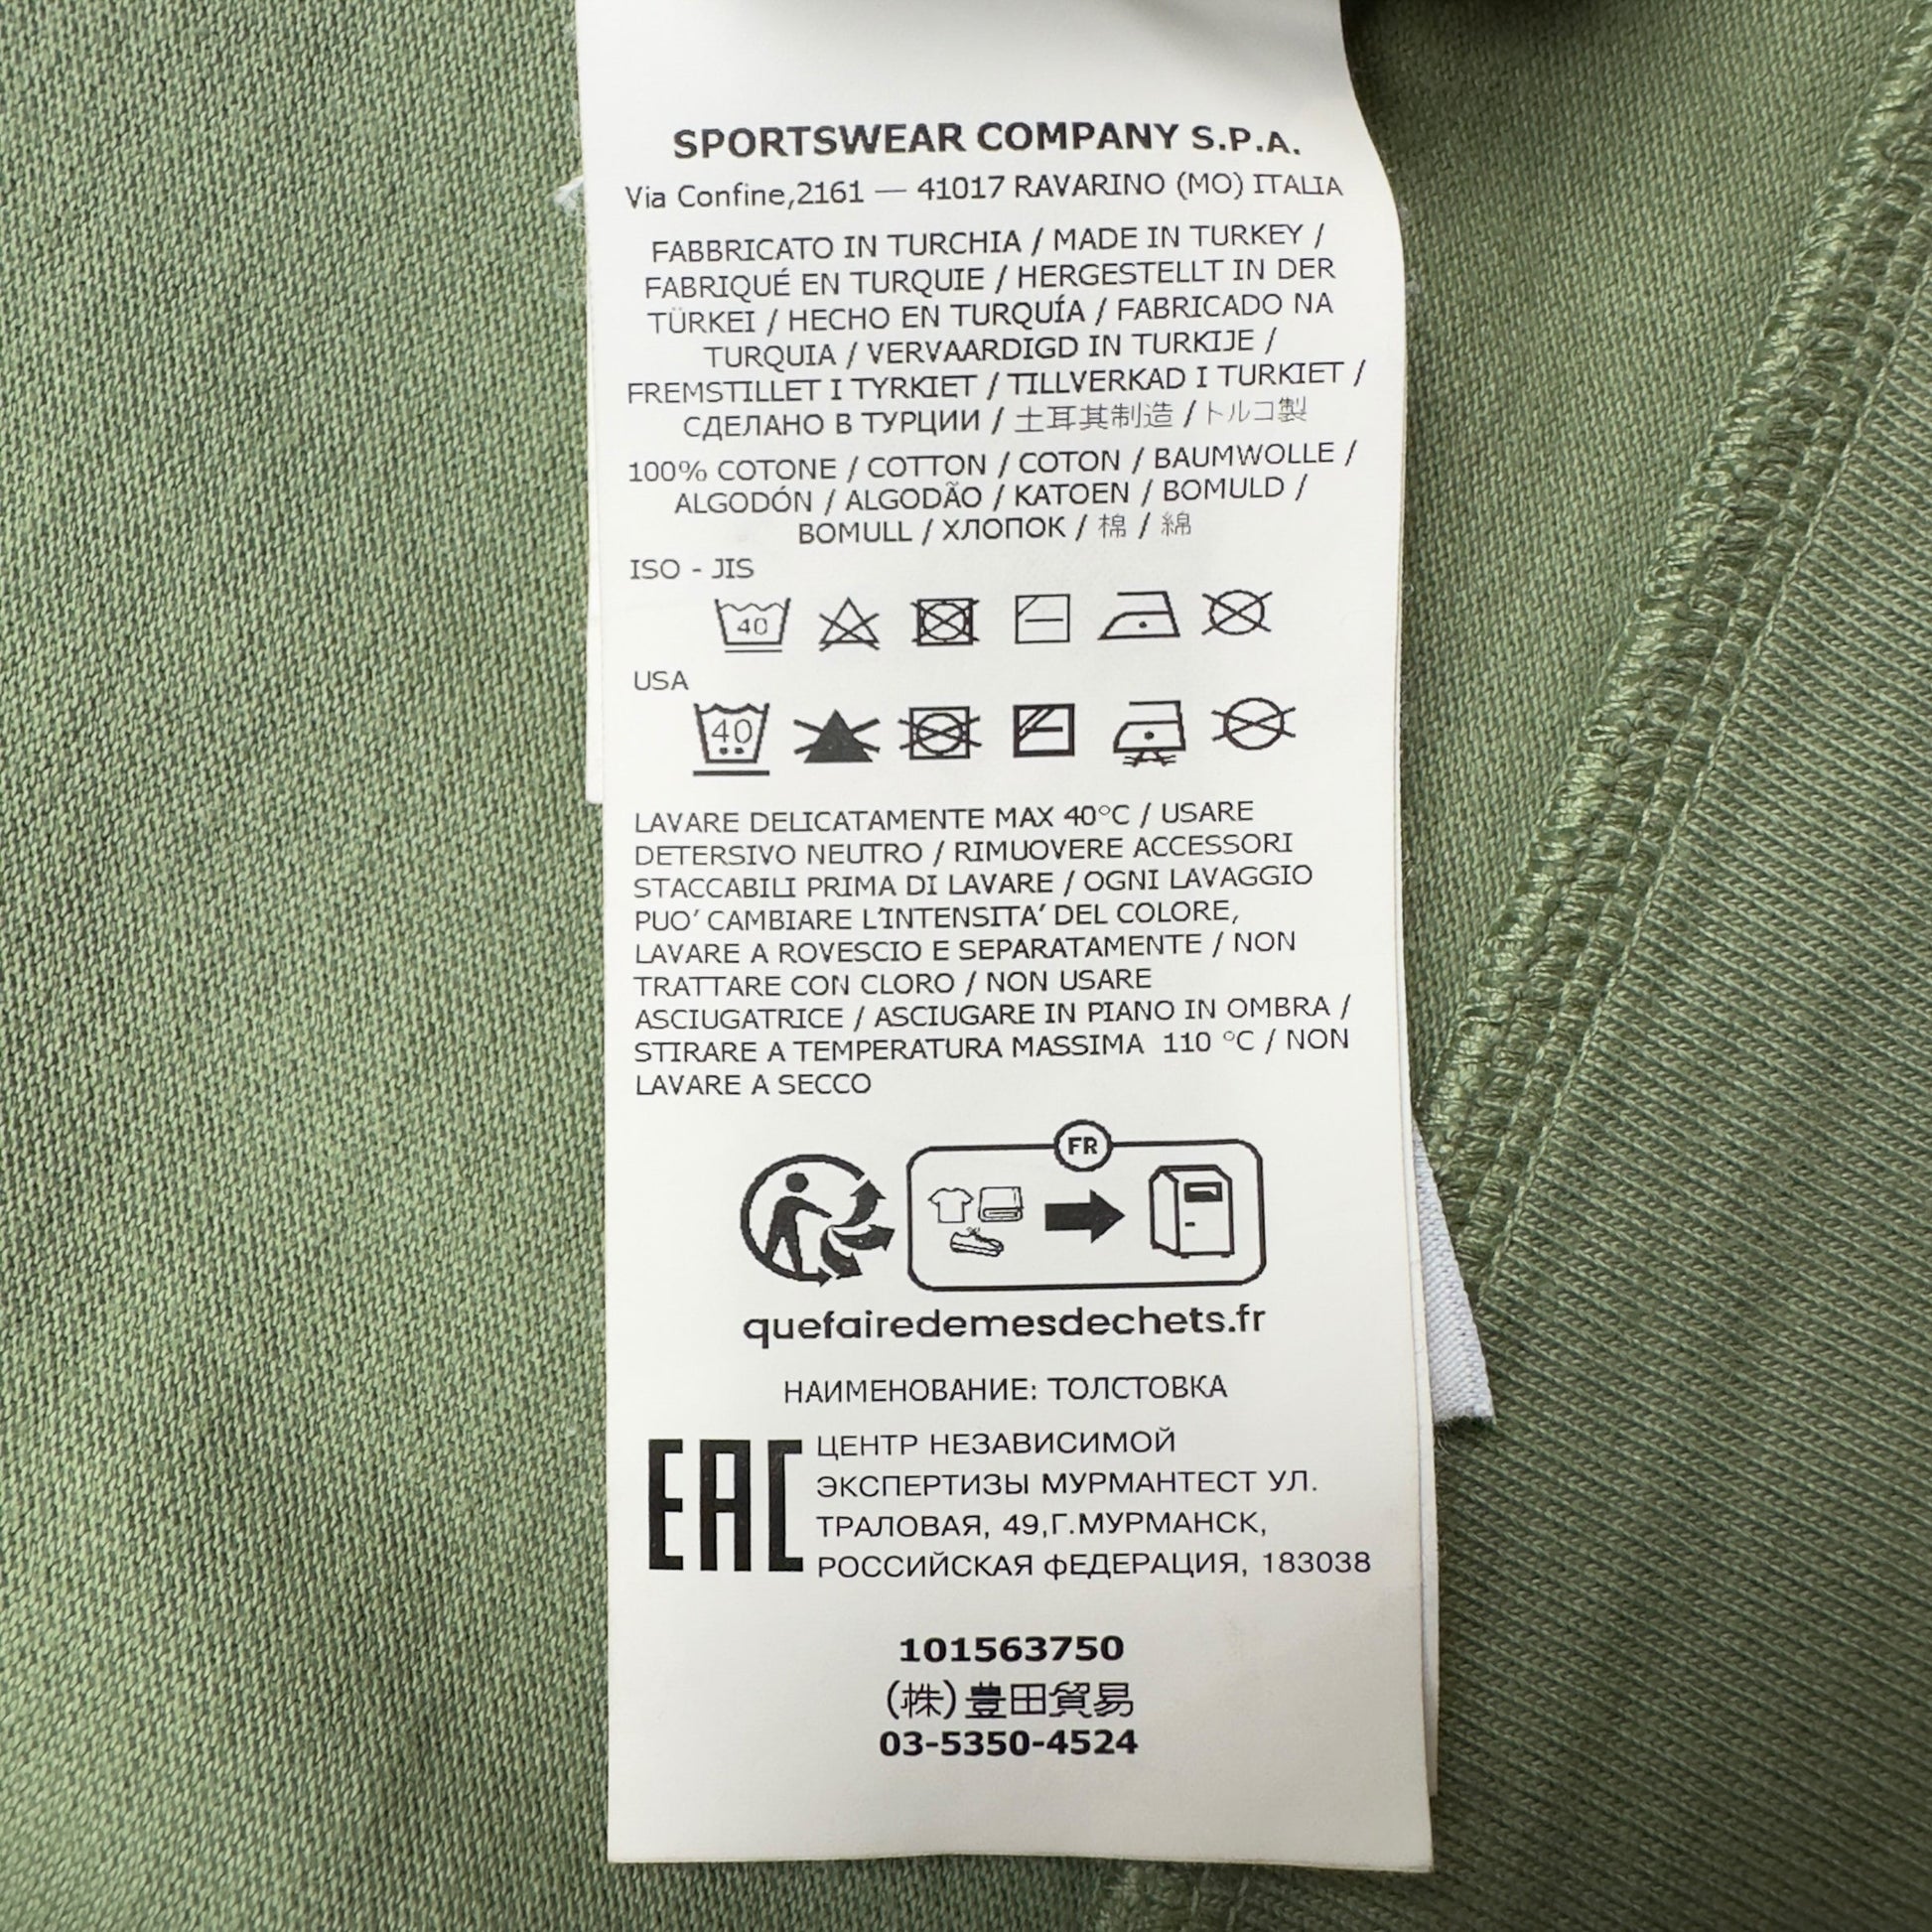 SPORTSWEAR COMPANY S.P.A.
Via Confine,2161 — 41017 RAVARINO (MO) ITALIA
FABBRICATO IN TURCHIA / MADE IN TURKEY /
FABRIQUÉ EN TURQUIE / HERGESTELLT IN DER
TÜRKEI / HECHO EN TURQUÍA / FABRICADO NA
TURQUIA / VERVAARDIGD IN TURKIJE /
FREMSTILLET I TYRKIET / TILLVERKAD I TURKIET /
СДЕЛАНО В ТУРЦИИ / 土耳其制造 / トルコ製
100% COTONE / COTTON / COTON / BAUMWOLLE /
ALGODÓN / ALGODÃO / KATOEN / BOMULD /
BOMULL / ХЛОПОК / 棉 / 綿
ISO - JIS
40
USA
40
LAVARE DELICATAMENTE MAX 40°C / USARE
DETERSIVO NEUTRO / RIMUOVERE ACCESSORI
STACCABILI PRIMA DI LAVARE / OGNI LAVAGGIO
PUO' CAMBIARE L'INTENSITA' DEL COLORE,
LAVARE A ROVESCIO E SEPARATAMENTE / NON
TRATTARE CON CLORO / NON USARE
ASCIUGATRICE / ASCIUGARE IN PIANO IN OMBRA /
STIRARE A TEMPERATURA MASSIMA 110 °C / NON
LAVARE A SECCO
FR
quefairedemesdechets.fr
НАИМЕНОВАНИЕ: ТОЛСТОВКА
EAC
ЦЕНТР НЕЗАВИСИМОЙ
ЭКСПЕРТИЗЫ МУРМАНТЕСТ УЛ.
ТРАЛОВАЯ, 49,Г.МУРМАНСК,
РОССИЙСКАЯ ФЕДЕРАЦИЯ, 183038
101563750
(株)豊田貿易
03-5350-4524